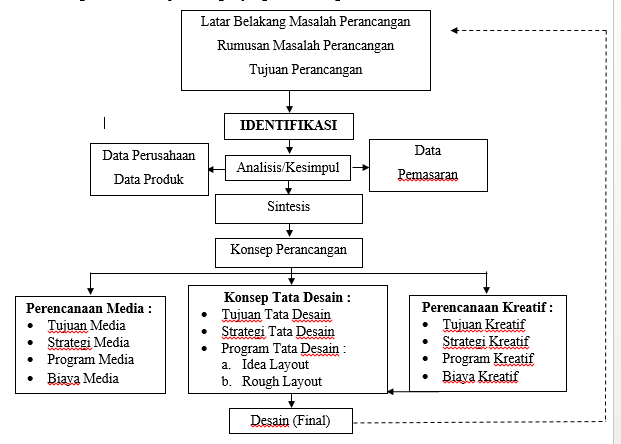 Latar Belakang Masalah Perancangan
Rumusan Masalah Perancangan
Tujuan Perancangan
IDENTIFIKASI
Data Perusahaan
Data Produk
Analisis/Kesimpul
Data
Pemasaran
Sintesis
Konsep Perancangan
Perencanaan Media :
• Tujuan Media
• Strategi Media
• Program Media
• Biaya Media
Konsep Tata Desain :
• Tujuan Tata Desain
• Strategi Tata Desain
• Program Tata Desain :
a. Idea Layout
b. Rough Layout
Perencanaan Kreatif :
• Tujuan Kreatif
• Strategi Kreatif
• Program Kreatif
• Biaya Kreatif
Desain (Final)